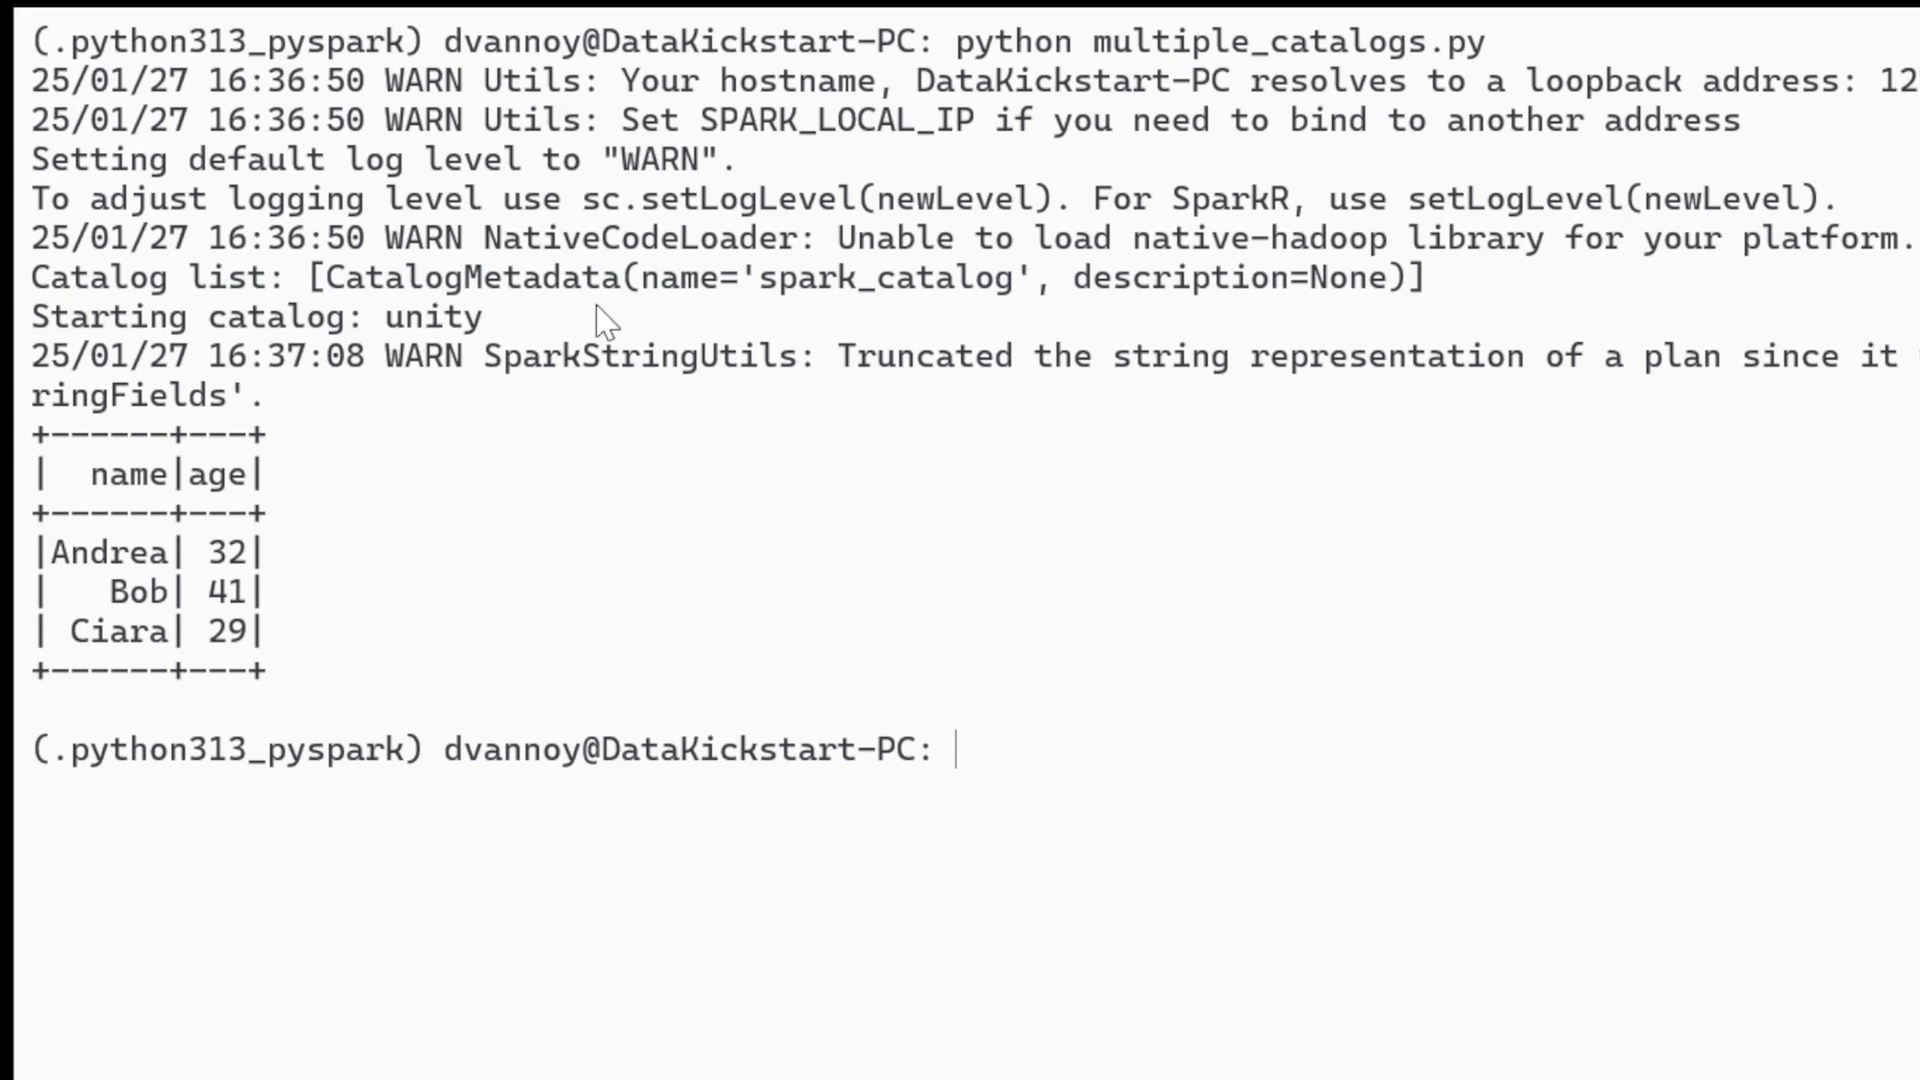 (.python313_pyspark) dvannoy@DataKickstart-PC: python multiple_catalogs.py
25/01/27 16:36:50 WARN Utils: Your hostname, DataKickstart-PC resolves to a loopback address: 12
25/01/27 16:36:50 WARN Utils: Set SPARK_LOCAL_IP if you need to bind to another address
Setting default log level to "WARN".
To adjust logging level use sc.setLogLevel(newLevel). For SparkR, use setLogLevel(newLevel).
25/01/27 16:36:50 WARN NativeCodeLoader: Unable to load native-hadoop library for your platform.
Catalog list: [CatalogMetadata(name='spark_catalog', description=None)]
Starting catalog: unity
25/01/27 16:37:08 WARN SparkStringUtils: Truncated the string representation of a plan since it
ringFields'.
+------+---+
|  name|age|
+------+---+
|Andrea| 32|
|   Bob| 41|
| Ciara| 29|
+------+---+
(.python313_pyspark) dvannoy@DataKickstart-PC: